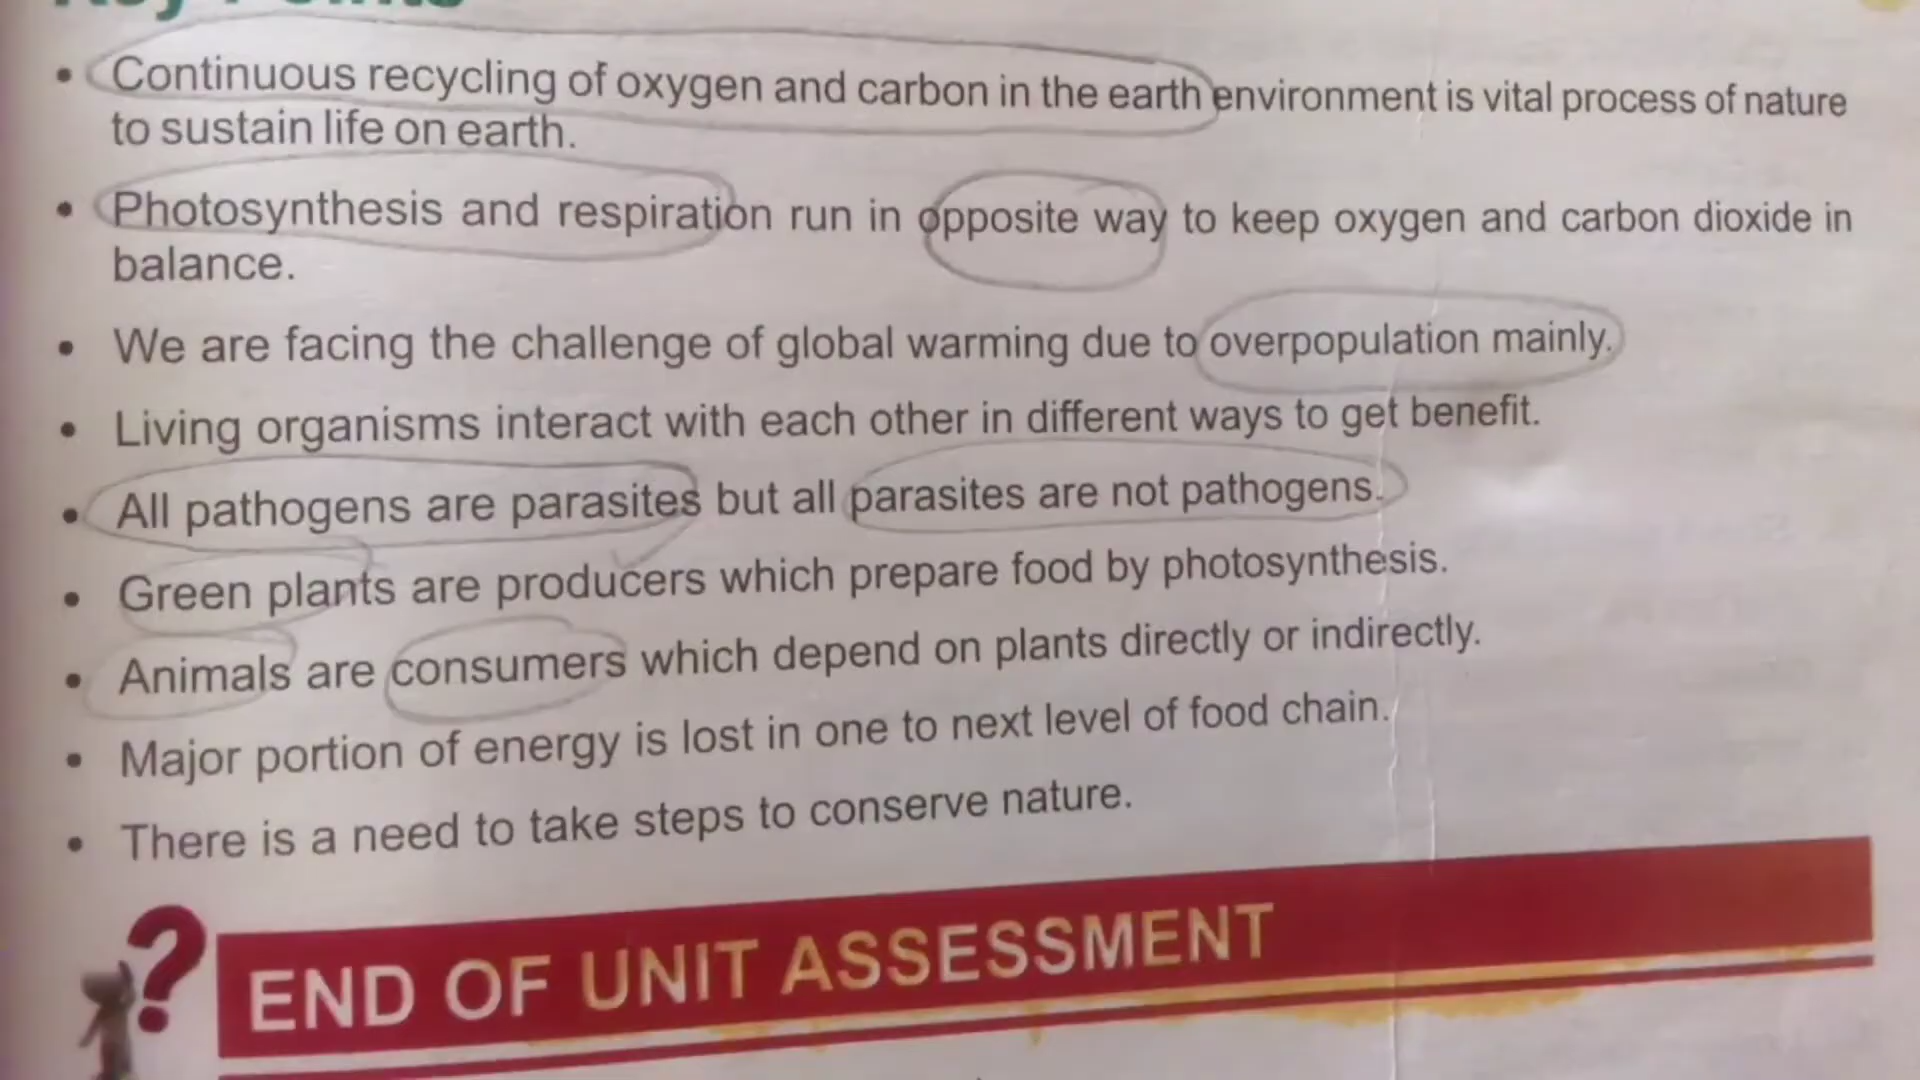 Key Points
• Continuous recycling of oxygen and carbon in the earth environment is vital process of nature
to sustain life on earth.
• Photosynthesis and respiration run in opposite way to keep oxygen and carbon dioxide in
balance.
• We are facing the challenge of global warming due to overpopulation mainly.
• Living organisms interact with each other in different ways to get benefit.
• All pathogens are parasites but all parasites are not pathogens.
• Green plants are producers which prepare food by photosynthesis.
• Animals are consumers which depend on plants directly or indirectly.
• Major portion of energy is lost in one to next level of food chain.
• There is a need to take steps to conserve nature.
? END OF UNIT ASSESSMENT